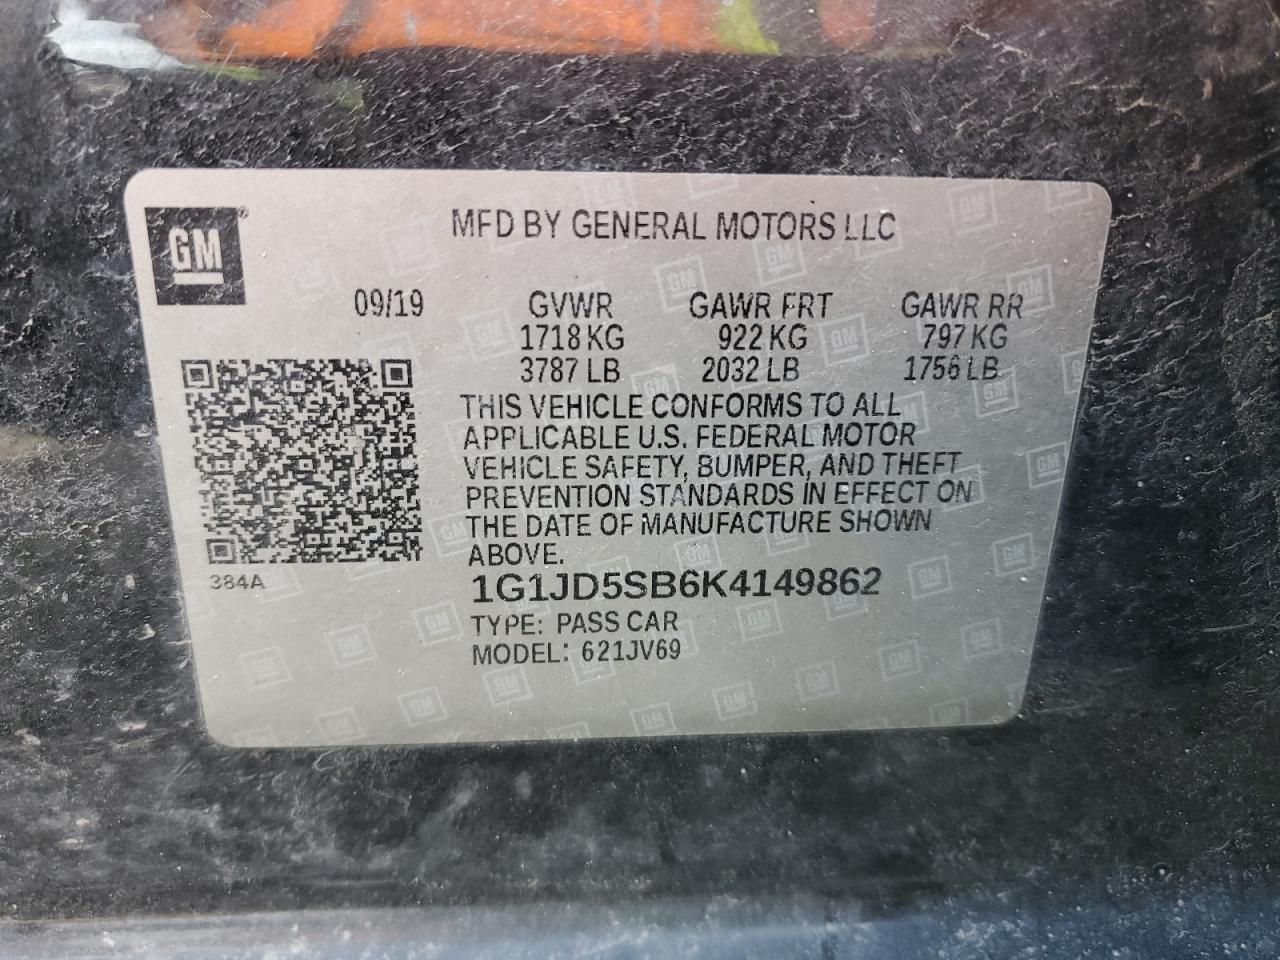 GM
MFD BY GENERAL MOTORS LLC
09/19 GVWR GAWR FRT GAWR RR
1718 KG 922 KG 797 KG
3787 LB 2032 LB 1756 LB
THIS VEHICLE CONFORMS TO ALL
APPLICABLE U.S. FEDERAL MOTOR
VEHICLE SAFETY, BUMPER, AND THEFT
PREVENTION STANDARDS IN EFFECT ON
THE DATE OF MANUFACTURE SHOWN
ABOVE.
384A
1G1JD5SB6K4149862
TYPE: PASS CAR
MODEL: 621JV69